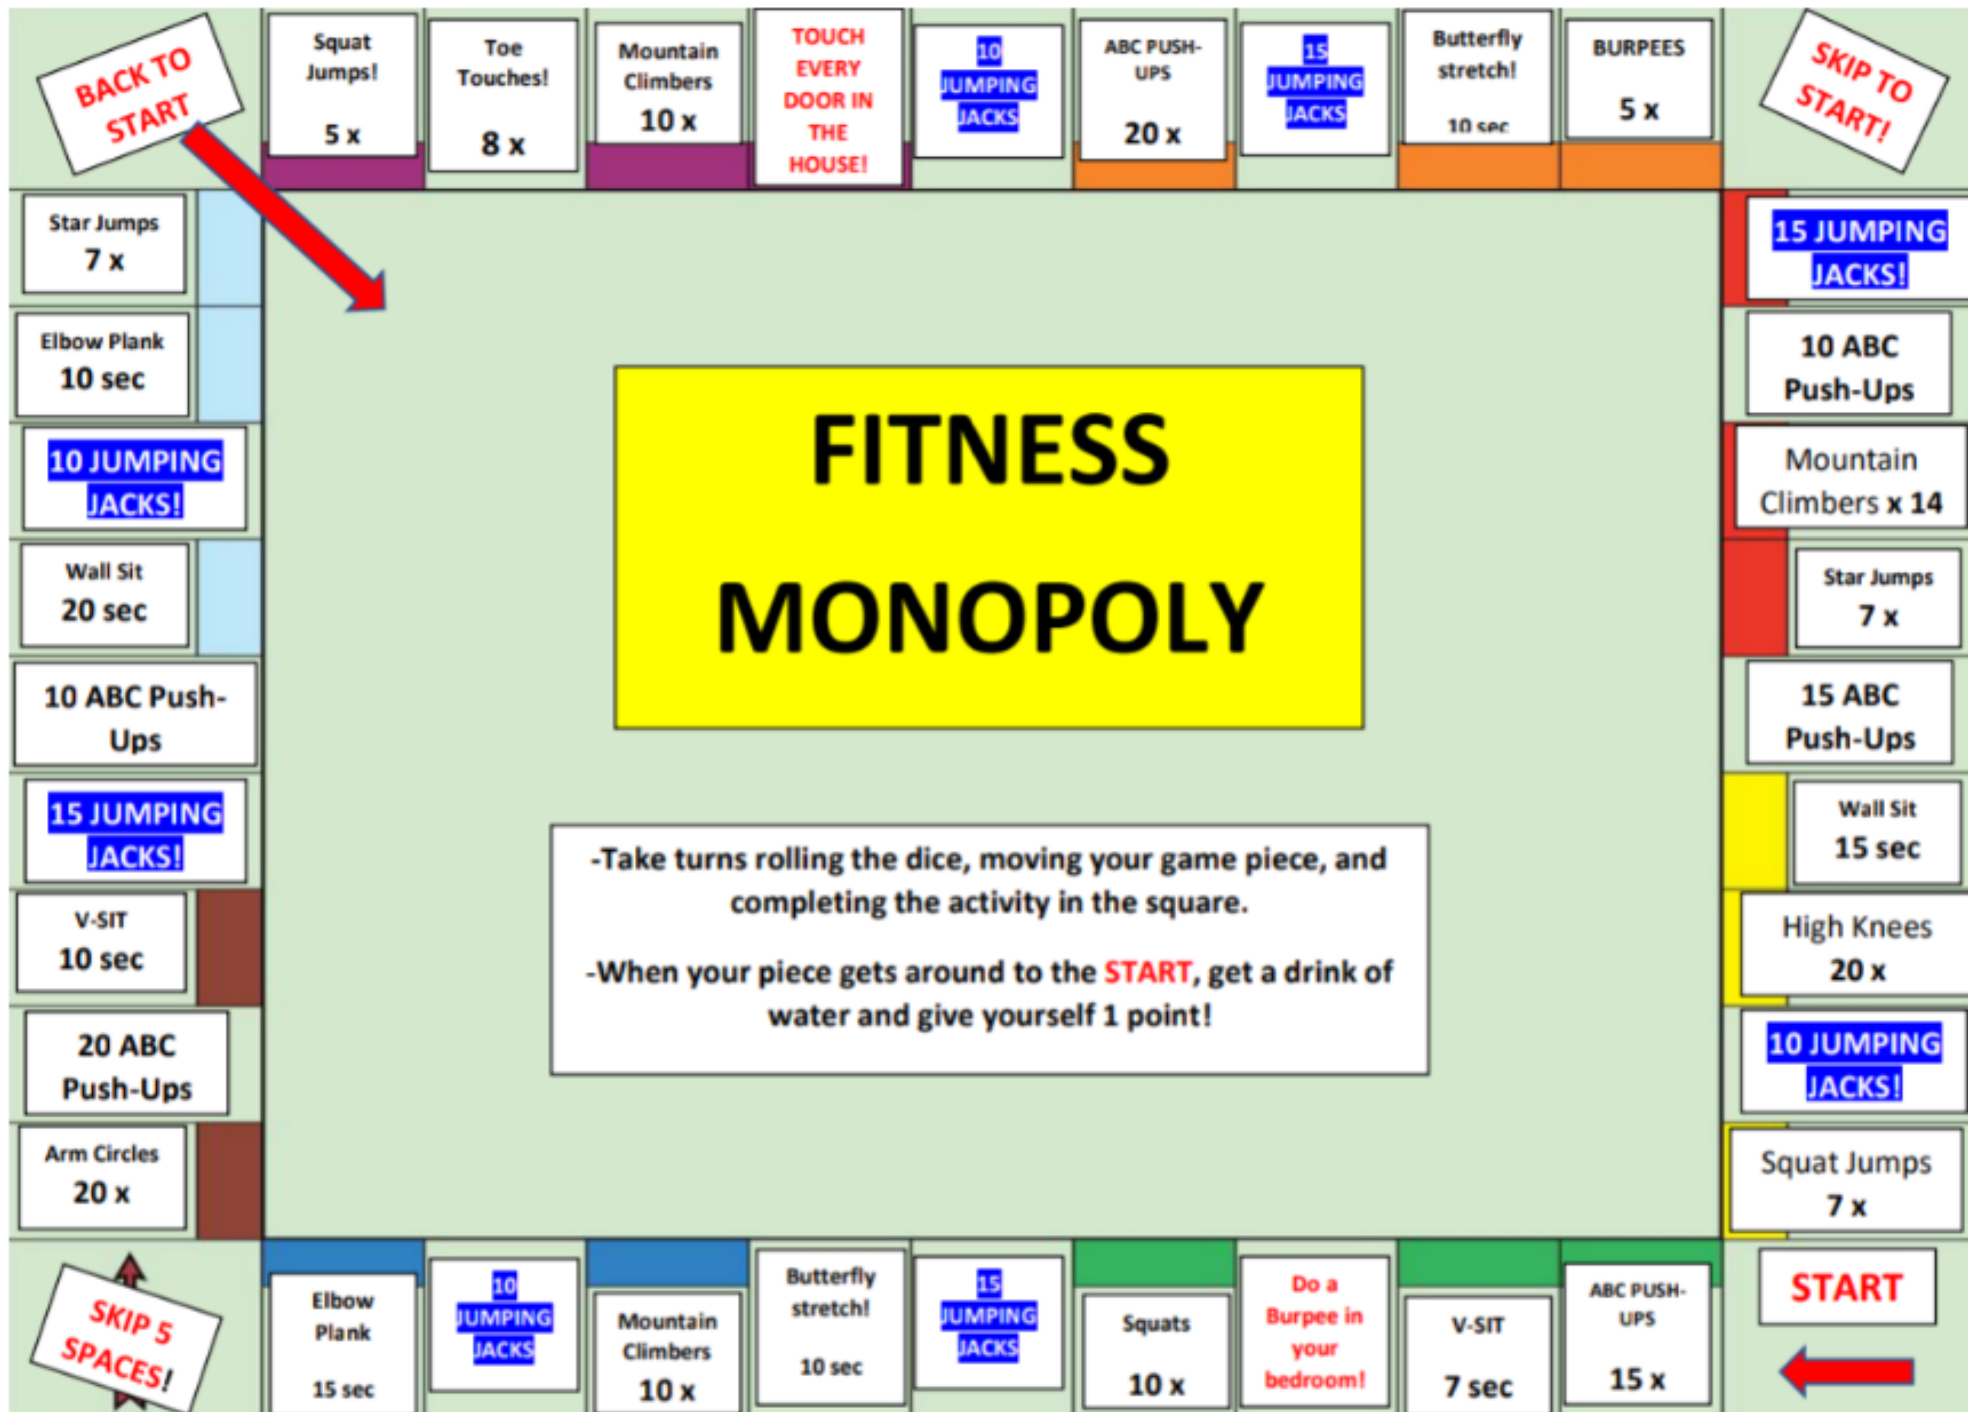 BACK TO
START
Squat
Jumps!
5 x
Toe
Touches!
8 x
Mountain
Climbers
10 x
TOUCH
EVERY
DOOR IN
THE
HOUSE!
10
JUMPING
JACKS
ABC PUSH-
UPS
20 x
15
JUMPING
JACKS
Butterfly
stretch!
10 sec
BURPEES
5 x
SKIP TO
START!
Star Jumps
7 x
Elbow Plank
10 sec
10 JUMPING
JACKS!
Wall Sit
20 sec
10 ABC Push-
Ups
15 JUMPING
JACKS!
V-SIT
10 sec
20 ABC
Push-Ups
Arm Circles
20 x
FITNESS
MONOPOLY
-Take turns rolling the dice, moving your game piece, and
completing the activity in the square.
-When your piece gets around to the START, get a drink of
water and give yourself 1 point!
15 JUMPING
JACKS!
10 ABC
Push-Ups
Mountain
Climbers x 14
Star Jumps
7 x
15 ABC
Push-Ups
Wall Sit
15 sec
High Knees
20 x
10 JUMPING
JACKS!
Squat Jumps
7 x
SKIP 5
SPACES!
Elbow
Plank
15 sec
10
JUMPING
JACKS
Mountain
Climbers
10 x
Butterfly
stretch!
10 sec
15
JUMPING
JACKS
Squats
10 x
Do a
Burpee in
your
bedroom!
V-SIT
7 sec
ABC PUSH-
UPS
15 x
START